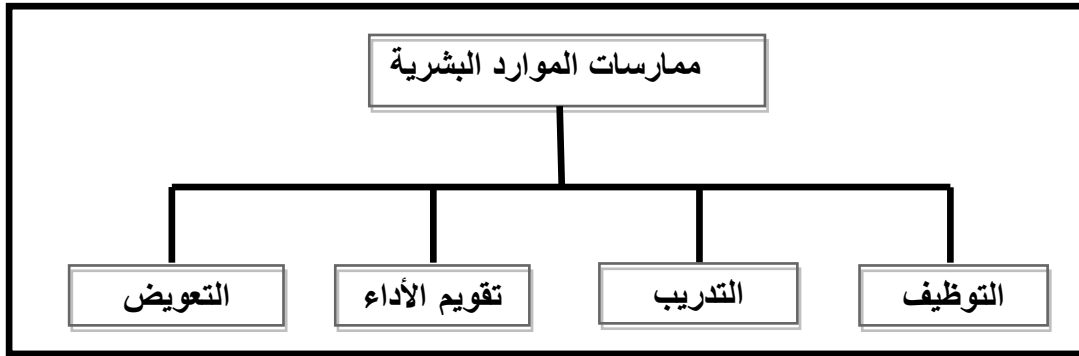 ممارسات الموارد البشرية
التوظيف
التدريب
تقويم الأداء
التعويض